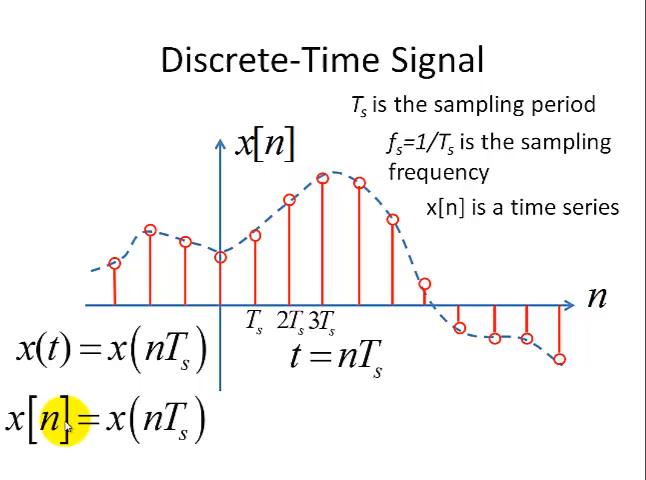 Discrete-Time Signal
Tₛ is the sampling period
fₛ=1/Tₛ is the sampling
frequency
x[n] is a time series
x[n]
n
Tₛ 2Tₛ 3Tₛ
x(t) = x(nTₛ)
t = nTₛ
x[n] = x(nTₛ)